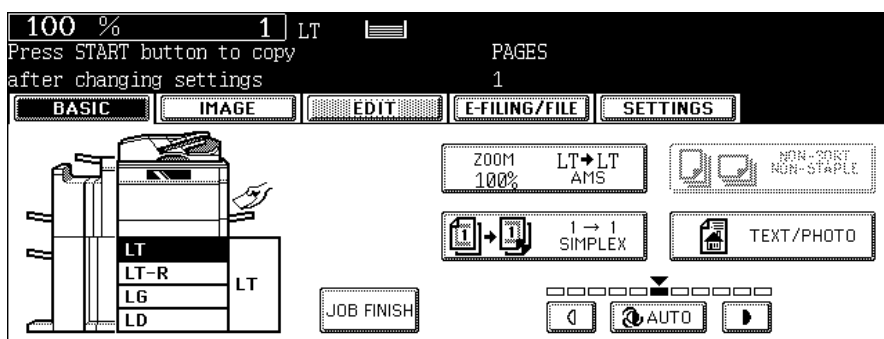 100 % 1 LT
Press START button to copy PAGES
after changing settings 1
BASIC IMAGE EDIT E-FILING/FILE SETTINGS
ZOOM LT→LT
100% AMS
NON-SORT
NON-STAPLE
1 1 1 → 1
SIMPLEX
TEXT/PHOTO
LT
LT-R
LG
LD
LT
JOB FINISH
AUTO